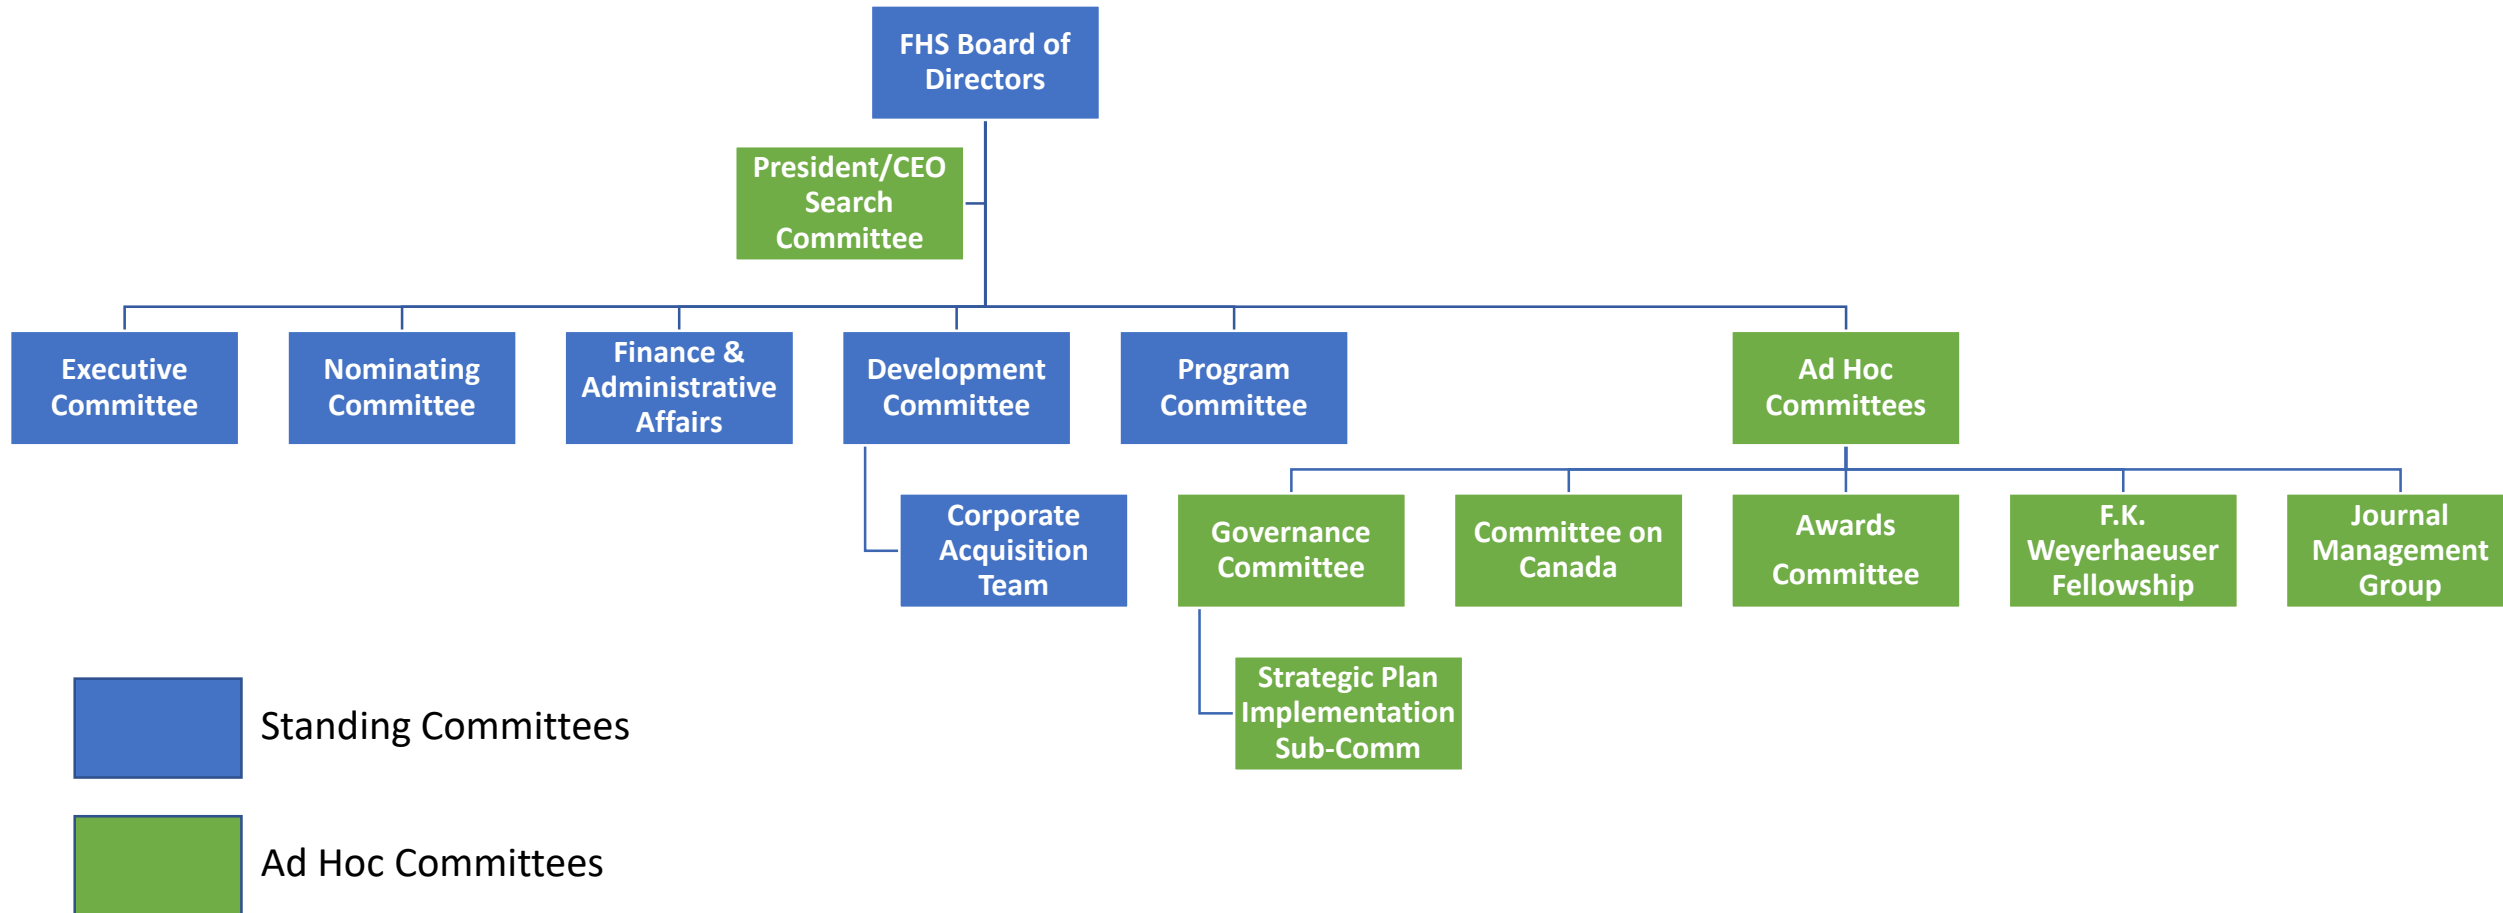 FHS Board of
Directors
President/CEO
Search
Committee
Executive
Committee
Nominating
Committee
Finance &
Administrative
Affairs
Development
Committee
Program
Committee
Ad Hoc
Committees
Corporate
Acquisition
Team
Governance
Committee
Committee on
Canada
Awards
Committee
F.K.
Weyerhaeuser
Fellowship
Journal
Management
Group
Strategic Plan
Implementation
Sub-Comm
Standing Committees
Ad Hoc Committees